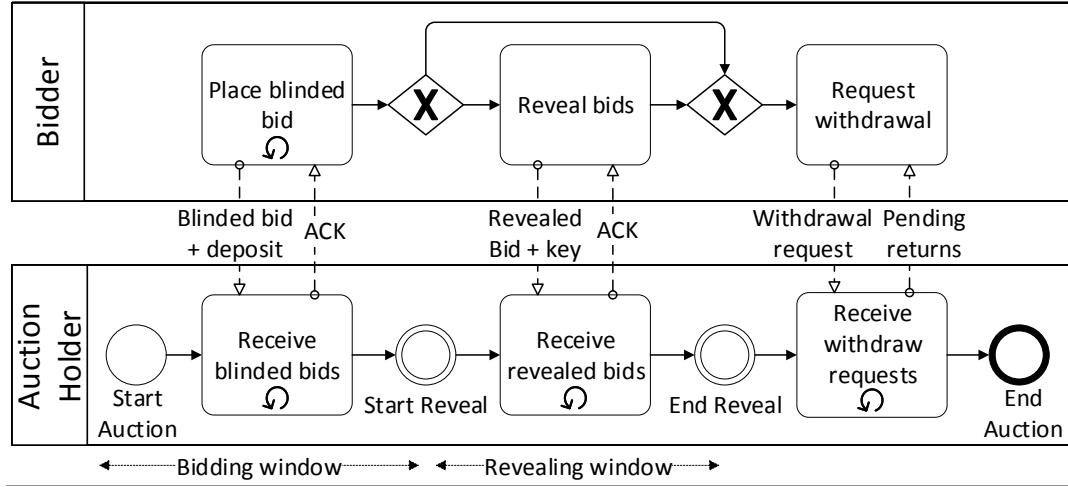 Bidder
Place blinded
bid
X
Reveal bids
X
Request
withdrawal
Blinded bid
+ deposit
ACK
Revealed
Bid + key
ACK
Withdrawal
request
Pending
returns
Auction
Holder
Start
Auction
Receive
blinded bids
Start Reveal
Receive
revealed bids
End Reveal
Receive
withdraw
requests
End
Auction
Bidding window
Revealing window